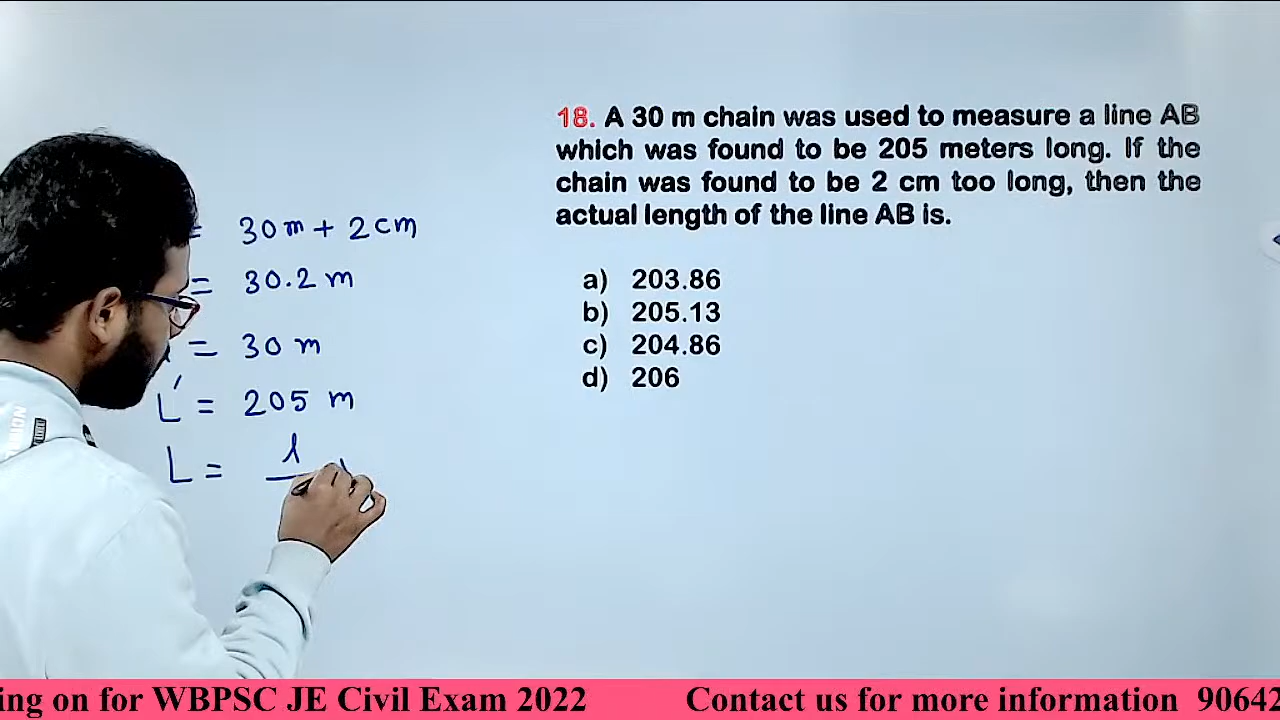 18. A 30 m chain was used to measure a line AB
which was found to be 205 meters long. If the
chain was found to be 2 cm too long, then the
actual length of the line AB is.
a) 203.86
b) 205.13
c) 204.86
d) 206
= 30m + 2cm
= 30.2 m
= 30 m
L' = 205 m
L = l
ing on for WBPSC JE Civil Exam 2022 Contact us for more information 90642